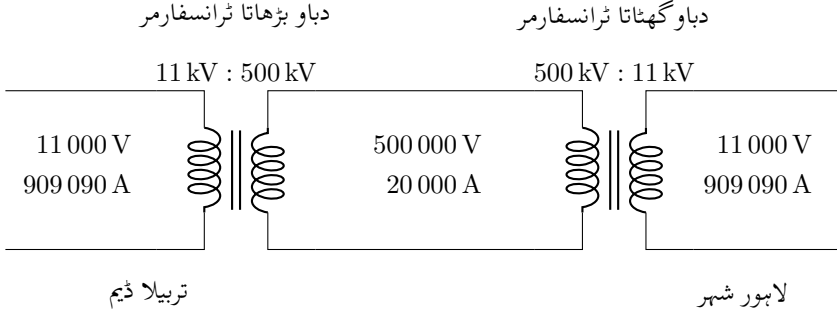 دباو گھٹاتا ٹرانسفارمر
دباو بڑھاتا ٹرانسفارمر
11 kV : 500 kV
500 kV : 11 kV
11 000 V
909 090 A
500 000 V
20 000 A
11 000 V
909 090 A
لاہور شہر
تربیلا ڈیم